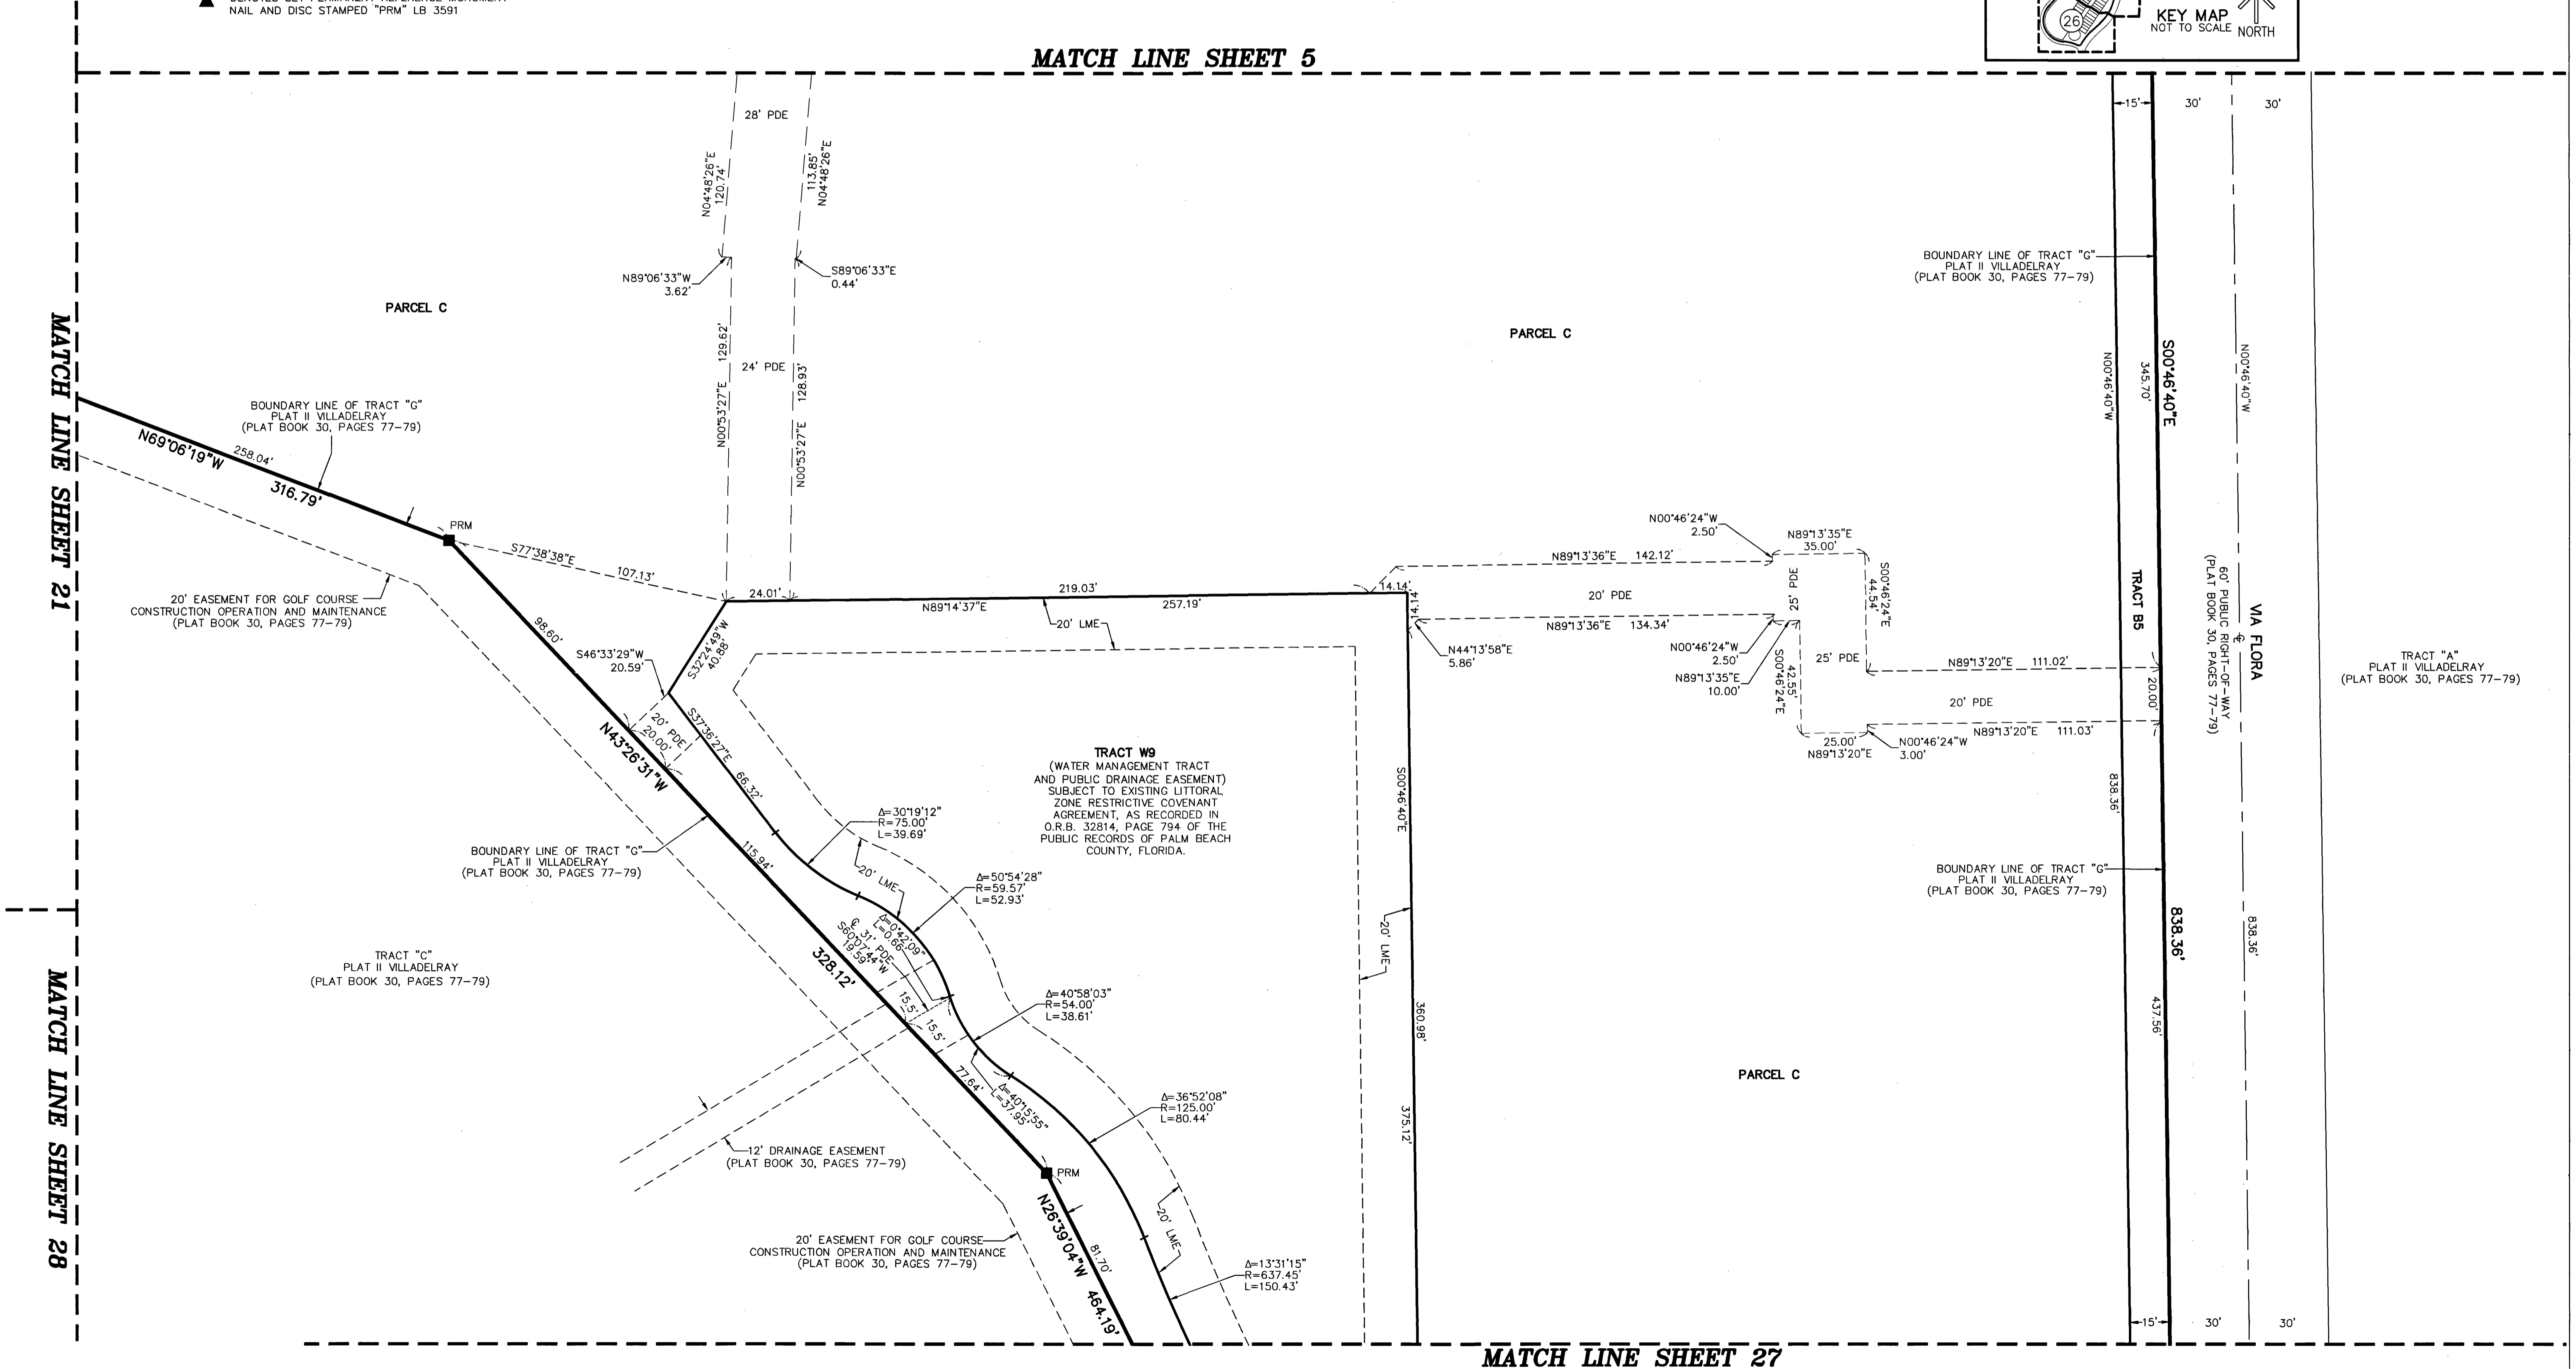 NAIL AND DISC STAMPED "PRM" LB 3591
26
KEY MAP
NOT TO SCALE
NORTH
MATCH LINE SHEET 5
28' PDE
N04°48'26"E
120.74'
113.85'
N04°48'26"E
N89°06'33"W
3.62'
S89°06'33"E
0.44'
PARCEL C
PARCEL C
129.62'
N00°53'27"E
24' PDE
128.93'
N00°53'27"E
15'
30'
30'
BOUNDARY LINE OF TRACT "G"
PLAT II VILLADELRAY
(PLAT BOOK 30, PAGES 77-79)
N00°46'40"W
345.70'
S00°46'40"E
N00°46'40"W
MATCH LINE SHEET 21
BOUNDARY LINE OF TRACT "G"
PLAT II VILLADELRAY
(PLAT BOOK 30, PAGES 77-79)
N69°06'19"W
258.04'
316.79'
PRM
S77°38'38"E
107.13'
20' EASEMENT FOR GOLF COURSE
CONSTRUCTION OPERATION AND MAINTENANCE
(PLAT BOOK 30, PAGES 77-79)
98.60'
24.01'
219.03'
N89°14'37"E
257.19'
20' LME
14.14'
14.14'
N44°13'58"E
5.86'
N89°13'36"E 142.12'
20' PDE
N89°13'36"E 134.34'
N00°46'24"W
2.50'
N89°13'35"E
35.00'
25' PDE
S00°46'24"E
44.54'
N00°46'24"W
2.50'
N89°13'35"E
10.00'
S00°46'24"E
42.55'
25' PDE
N89°13'20"E 111.02'
20' PDE
20.00'
N89°13'20"E 111.03'
25.00'
N89°13'20"E
N00°46'24"W
3.00'
TRACT B5
60' PUBLIC RIGHT-OF-WAY
(PLAT BOOK 30, PAGES 77-79)
VIA FLORA
℄
TRACT "A"
PLAT II VILLADELRAY
(PLAT BOOK 30, PAGES 77-79)
S46°33'29"W
20.59'
S32°24'49"W
40.88'
20' PDE
20.00'
N43°26'31"W
S37°36'27"E
66.32'
TRACT W9
(WATER MANAGEMENT TRACT
AND PUBLIC DRAINAGE EASEMENT)
SUBJECT TO EXISTING LITTORAL
ZONE RESTRICTIVE COVENANT
AGREEMENT, AS RECORDED IN
O.R.B. 32814, PAGE 794 OF THE
PUBLIC RECORDS OF PALM BEACH
COUNTY, FLORIDA.
S00°46'40"E
838.36'
Δ=30°19'12"
R=75.00'
L=39.69'
BOUNDARY LINE OF TRACT "G"
PLAT II VILLADELRAY
(PLAT BOOK 30, PAGES 77-79)
115.94'
20' LME
Δ=50°54'28"
R=59.57'
L=52.93'
BOUNDARY LINE OF TRACT "G"
PLAT II VILLADELRAY
(PLAT BOOK 30, PAGES 77-79)
838.36'
838.36'
20' LME
Δ=0°42'09"
L=0.66'
℄ 31' PDE
S60°07'44"W
19.59'
328.12'
TRACT "C"
PLAT II VILLADELRAY
(PLAT BOOK 30, PAGES 77-79)
15.5'
15.5'
Δ=40°58'03"
R=54.00'
L=38.61'
360.98'
437.56'
MATCH LINE SHEET 28
77.64'
Δ=40°15'55"
L=37.95'
PARCEL C
Δ=36°52'08"
R=125.00'
L=80.44'
375.12'
12' DRAINAGE EASEMENT
(PLAT BOOK 30, PAGES 77-79)
PRM
N26°39'04"W
81.70'
464.19'
20' LME
20' EASEMENT FOR GOLF COURSE
CONSTRUCTION OPERATION AND MAINTENANCE
(PLAT BOOK 30, PAGES 77-79)
Δ=13°31'15"
R=637.45'
L=150.43'
15'
30'
30'
MATCH LINE SHEET 27